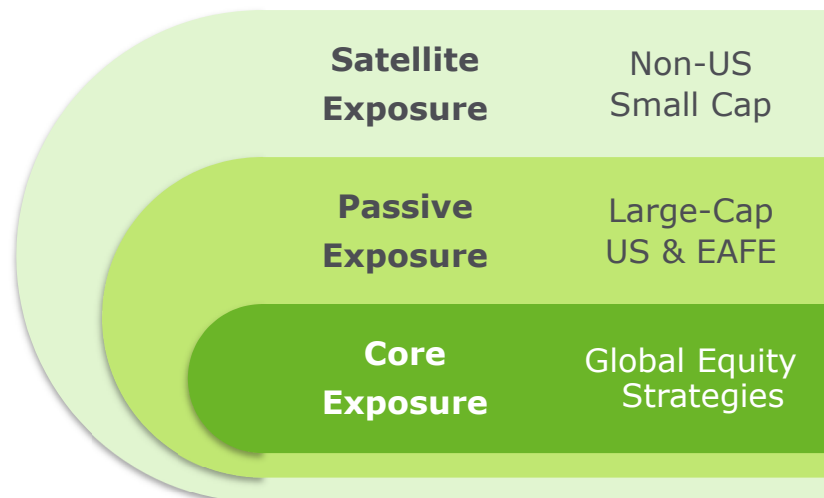 Satellite
Exposure
Non-US
Small Cap
Passive
Exposure
Large-Cap
US & EAFE
Core
Exposure
Global Equity
Strategies